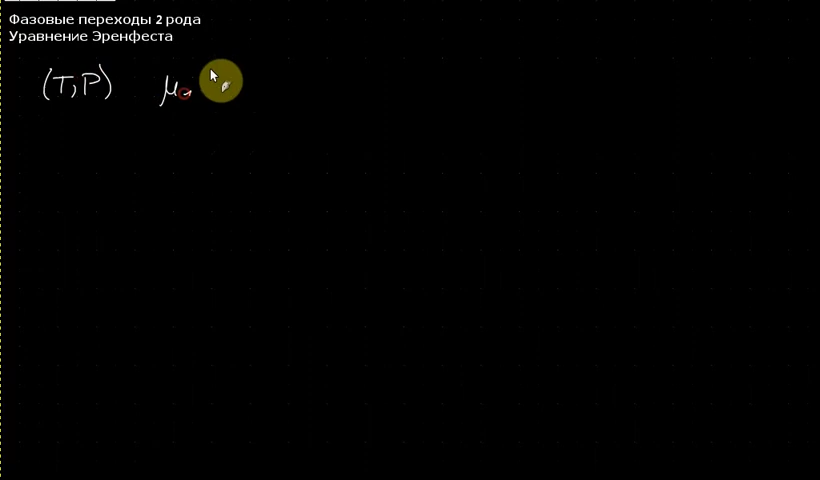 Фазовые переходы 2 рода
Уравнение Эренфеста
(T,P) μ